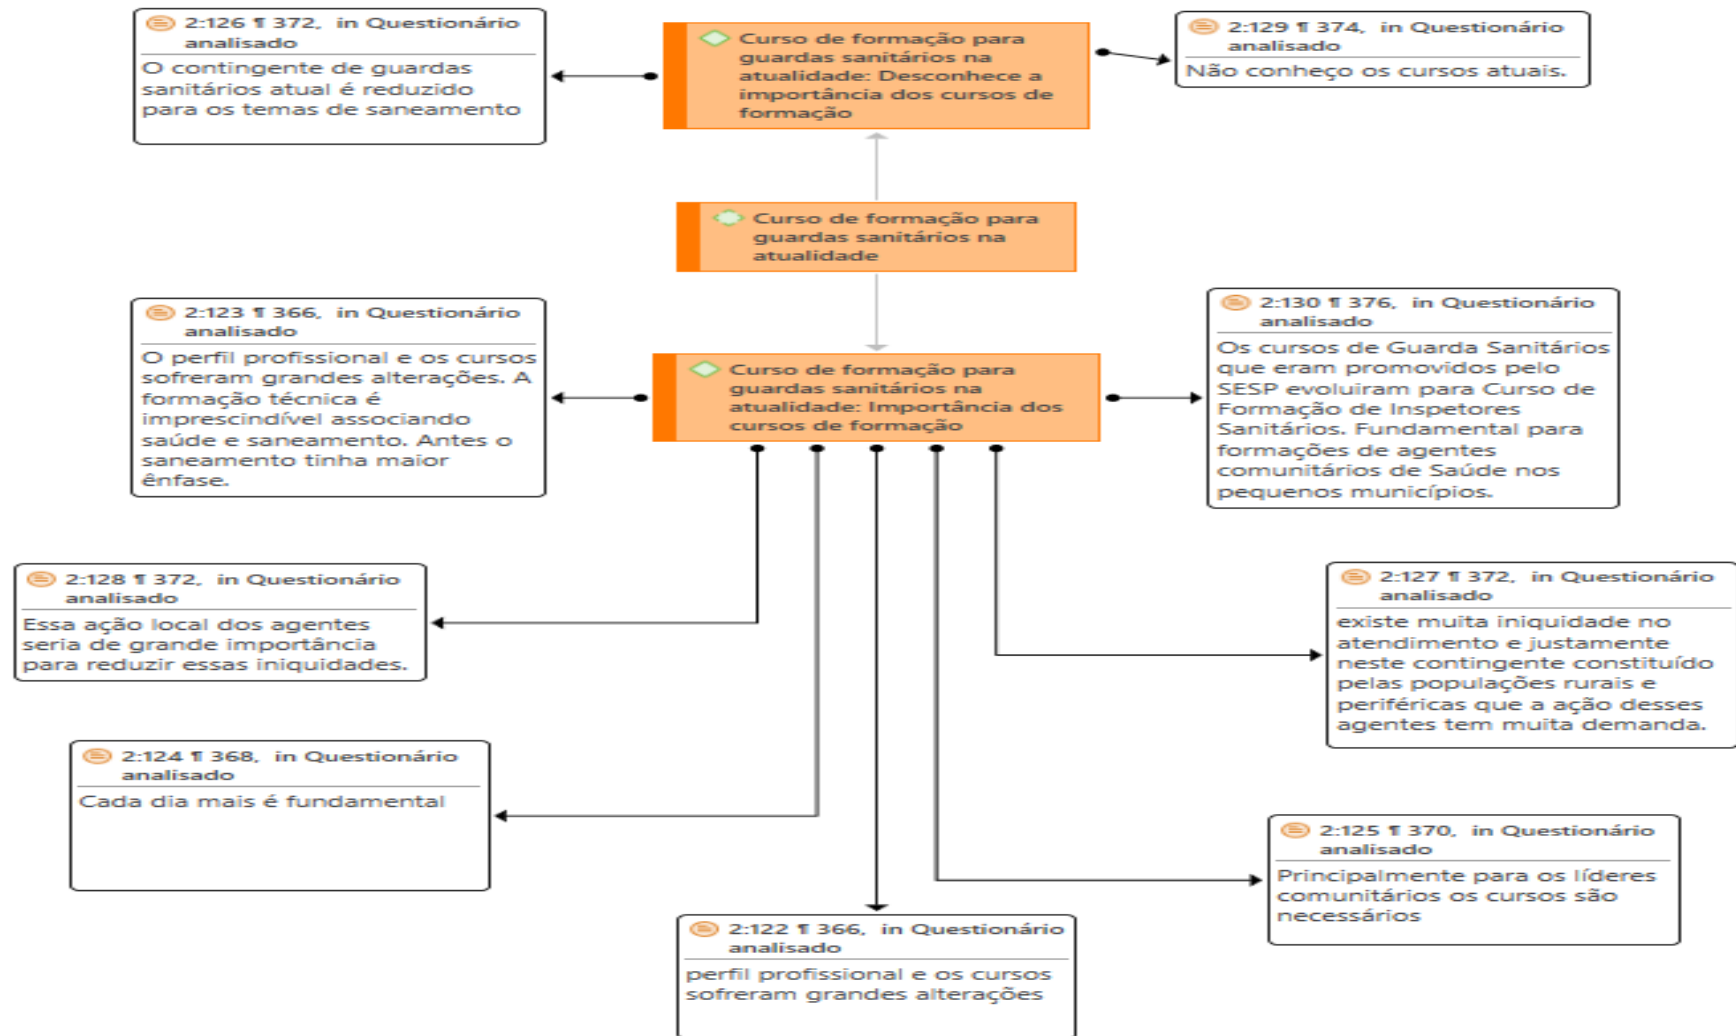 2:126 ¶ 372, in Questionário
analisado
O contingente de guardas
sanitários atual é reduzido
para os temas de saneamento
Curso de formação para
guardas sanitários na
atualidade: Desconhece a
importância dos cursos de
formação
2:129 ¶ 374, in Questionário
analisado
Não conheço os cursos atuais.
Curso de formação para
guardas sanitários na
atualidade
2:123 ¶ 366, in Questionário
analisado
O perfil profissional e os cursos
sofreram grandes alterações. A
formação técnica é
imprescindível associando
saúde e saneamento. Antes o
saneamento tinha maior
ênfase.
Curso de formação para
guardas sanitários na
atualidade: Importância dos
cursos de formação
2:130 ¶ 376, in Questionário
analisado
Os cursos de Guarda Sanitários
que eram promovidos pelo
SESP evoluiram para Curso de
Formação de Inspetores
Sanitários. Fundamental para
formações de agentes
comunitários de Saúde nos
pequenos municípios.
2:128 ¶ 372, in Questionário
analisado
Essa ação local dos agentes
seria de grande importância
para reduzir essas iniquidades.
2:127 ¶ 372, in Questionário
analisado
existe muita iniquidade no
atendimento e justamente
neste contingente constituído
pelas populações rurais e
periféricas que a ação desses
agentes tem muita demanda.
2:124 ¶ 368, in Questionário
analisado
Cada dia mais é fundamental
2:125 ¶ 370, in Questionário
analisado
Principalmente para os líderes
comunitários os cursos são
necessários
2:122 ¶ 366, in Questionário
analisado
perfil profissional e os cursos
sofreram grandes alterações